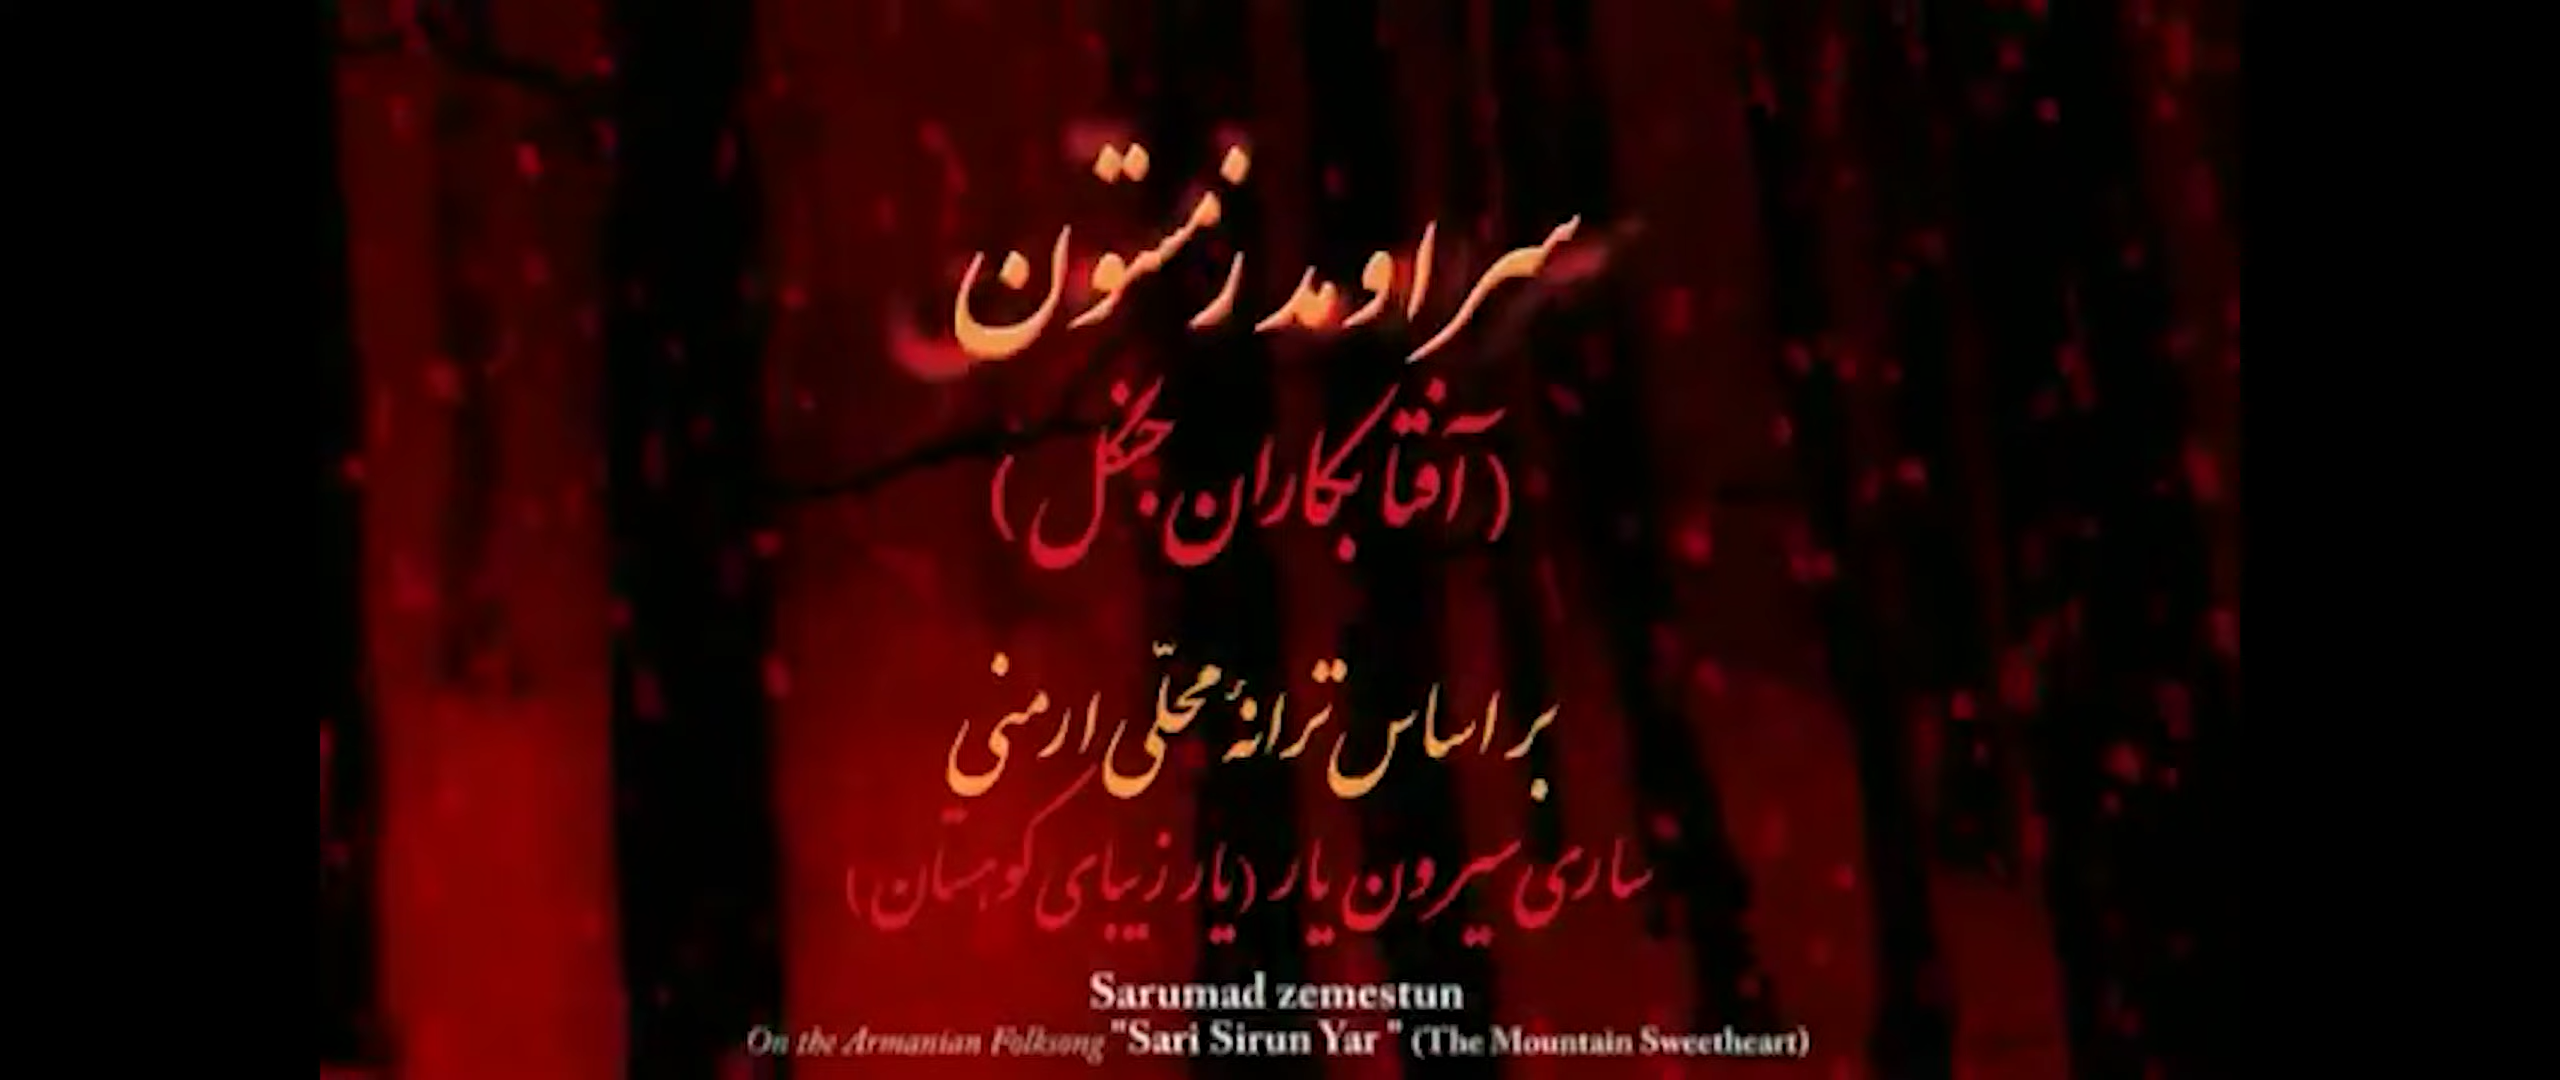 سر اومد زمستون
(آفتابکاران جنگل)
بر اساس ترانهٔ محلّی ارمنی
ساری سیرون یار (یار زیبای کوهستان)
Sarumad zemestun
On the Armanian Folksong "Sari Sirun Yar " (The Mountain Sweetheart)